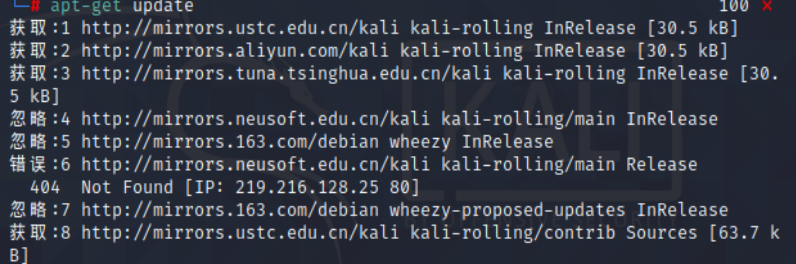 └─# apt-get update 100 ⨯
获取:1 http://mirrors.ustc.edu.cn/kali kali-rolling InRelease [30.5 kB]
获取:2 http://mirrors.aliyun.com/kali kali-rolling InRelease [30.5 kB]
获取:3 http://mirrors.tuna.tsinghua.edu.cn/kali kali-rolling InRelease [30.
5 kB]
忽略:4 http://mirrors.neusoft.edu.cn/kali kali-rolling/main InRelease
忽略:5 http://mirrors.163.com/debian wheezy InRelease
错误:6 http://mirrors.neusoft.edu.cn/kali kali-rolling/main Release
404 Not Found [IP: 219.216.128.25 80]
忽略:7 http://mirrors.163.com/debian wheezy-proposed-updates InRelease
获取:8 http://mirrors.ustc.edu.cn/kali kali-rolling/contrib Sources [63.7 k
B]
KALI